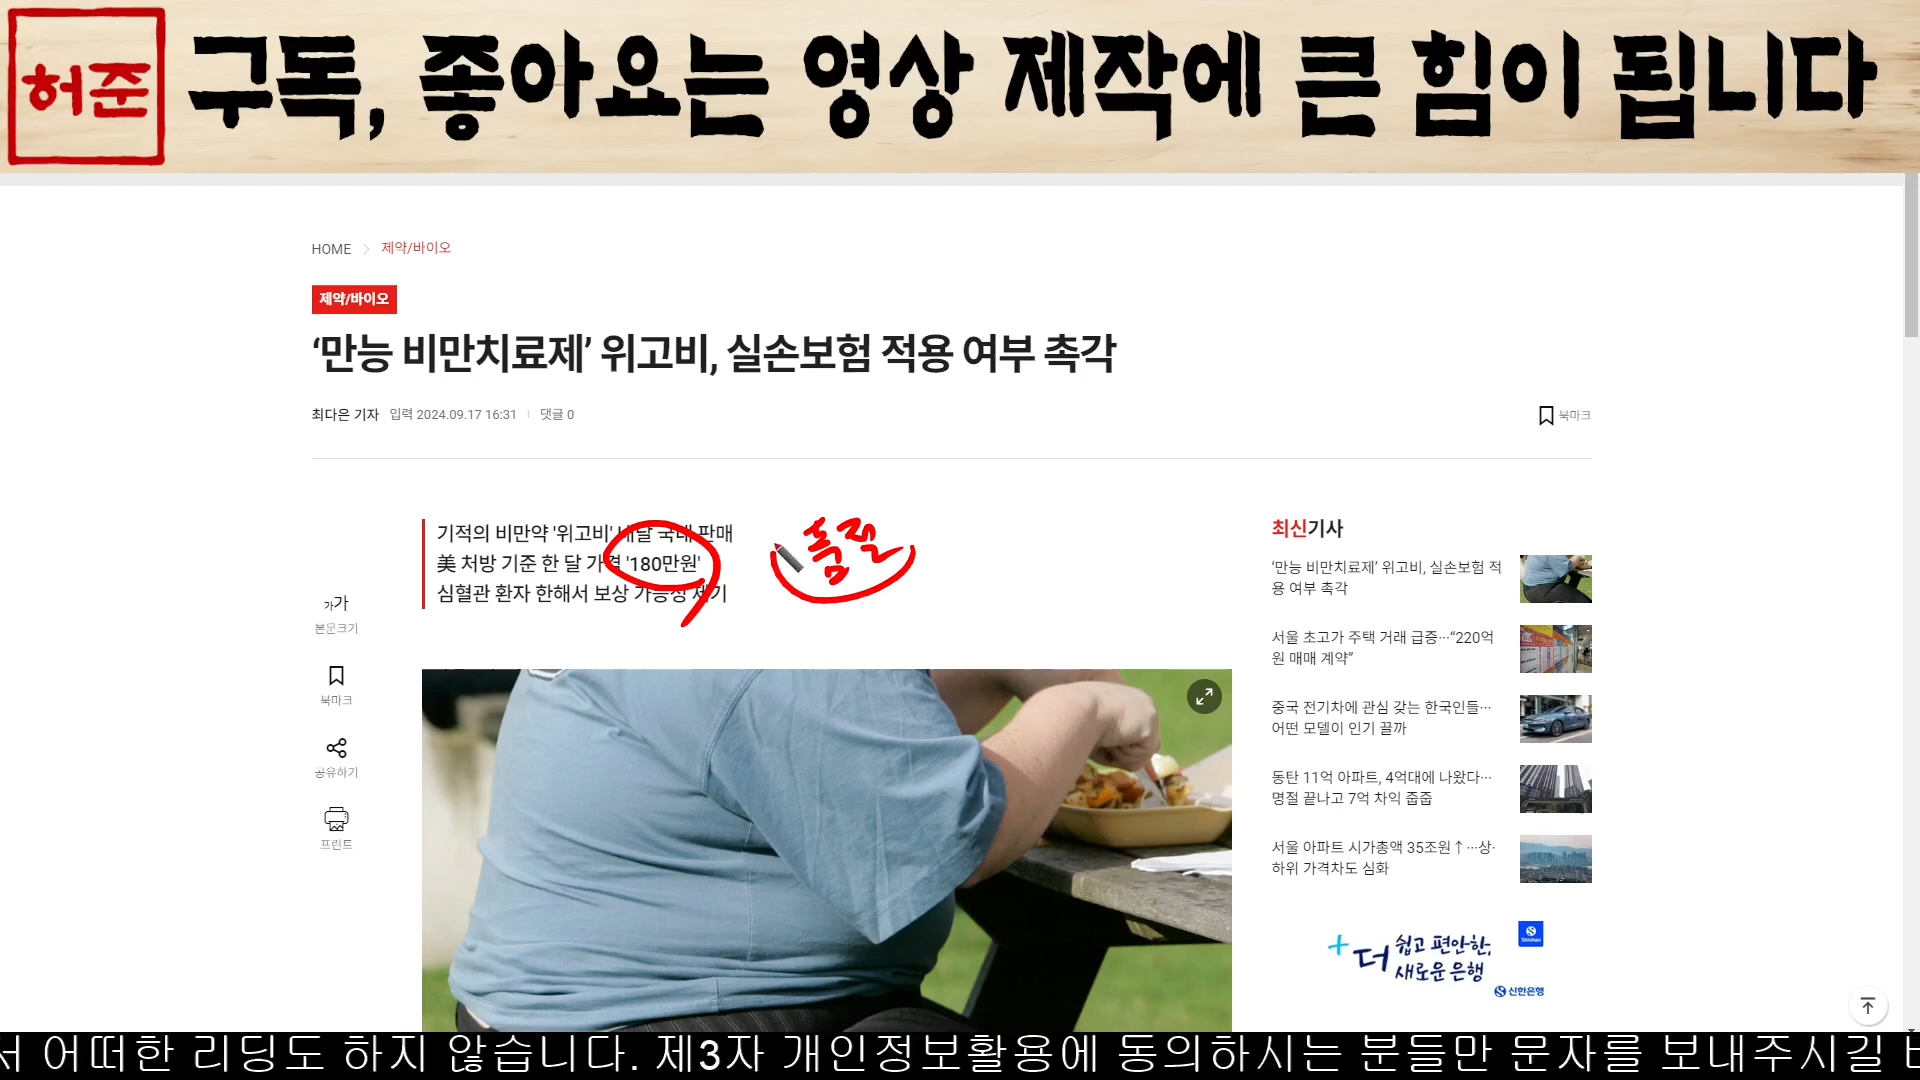 허준
구독, 좋아요는 영상 제작에 큰 힘이 됩니다
HOME
제약/바이오
제약/바이오
‘만능 비만치료제’ 위고비, 실손보험 적용 여부 촉각
최다은 기자 입력 2024.09.17 16:31 댓글 0
북마크
기적의 비만약 '위고비' 내달 국내 판매
美 처방 기준 한 달 가격 '180만원'
심혈관 환자 한해서 보상 가능성 제기
품절
가가
본문크기
북마크
공유하기
프린트
최신기사
‘만능 비만치료제’ 위고비, 실손보험 적
용 여부 촉각
서울 초고가 주택 거래 급증…“220억
원 매매 계약”
중국 전기차에 관심 갖는 한국인들…
어떤 모델이 인기 끌까
동탄 11억 아파트, 4억대에 나왔다…
명절 끝나고 7억 차익 줍줍
서울 아파트 시가총액 35조원↑…상·
하위 가격차도 심화
Shinhan
더 쉽고 편안한,
새로운 은행
신한은행
서 어떠한 리딩도 하지 않습니다. 제3자 개인정보활용에 동의하시는 분들만 문자를 보내주시길